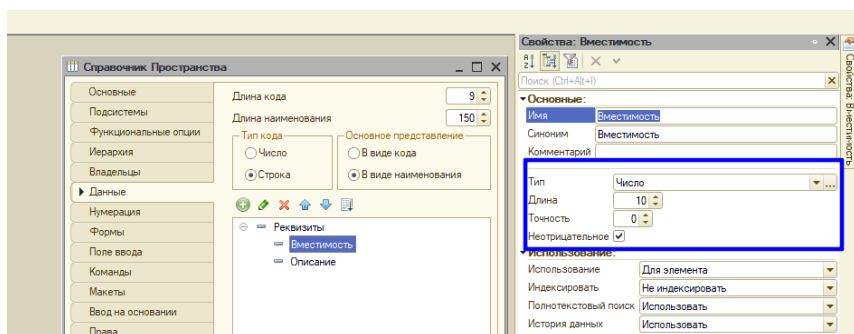 Справочник Пространства
Основные
Подсистемы
Функциональные опции
Иерархия
Владельцы
Данные
Нумерация
Формы
Поле ввода
Команды
Макеты
Ввод на основании
Права
Длина кода 9
Длина наименования 150
Тип кода
Число
Строка
Основное представление
В виде кода
В виде наименования
Реквизиты
Вместимость
Описание
Свойства: Вместимость
Поиск (Ctrl+Alt+I)
Основные:
Имя Вместимость
Синоним Вместимость
Комментарий
Тип Число
Длина 10
Точность 0
Неотрицательное
Использование:
Использование Для элемента
Индексировать Не индексировать
Полнотекстовый поиск Использовать
История данных Использовать
Свойства: Вместимость